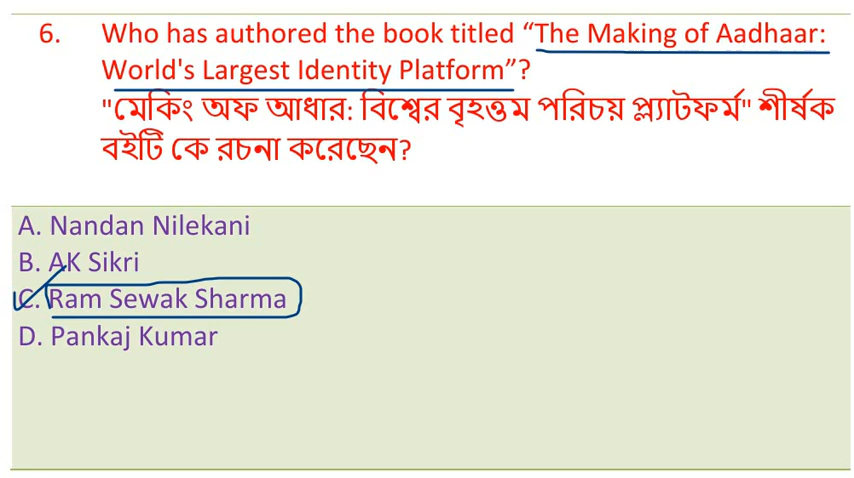 6. Who has authored the book titled “The Making of Aadhaar:
World's Largest Identity Platform”?
"মেকিং অফ আধার: বিশ্বের বৃহত্তম পরিচয় প্ল্যাটফর্ম" শীর্ষক
বইটি কে রচনা করেছেন?
A. Nandan Nilekani
B. AK Sikri
C. Ram Sewak Sharma
D. Pankaj Kumar